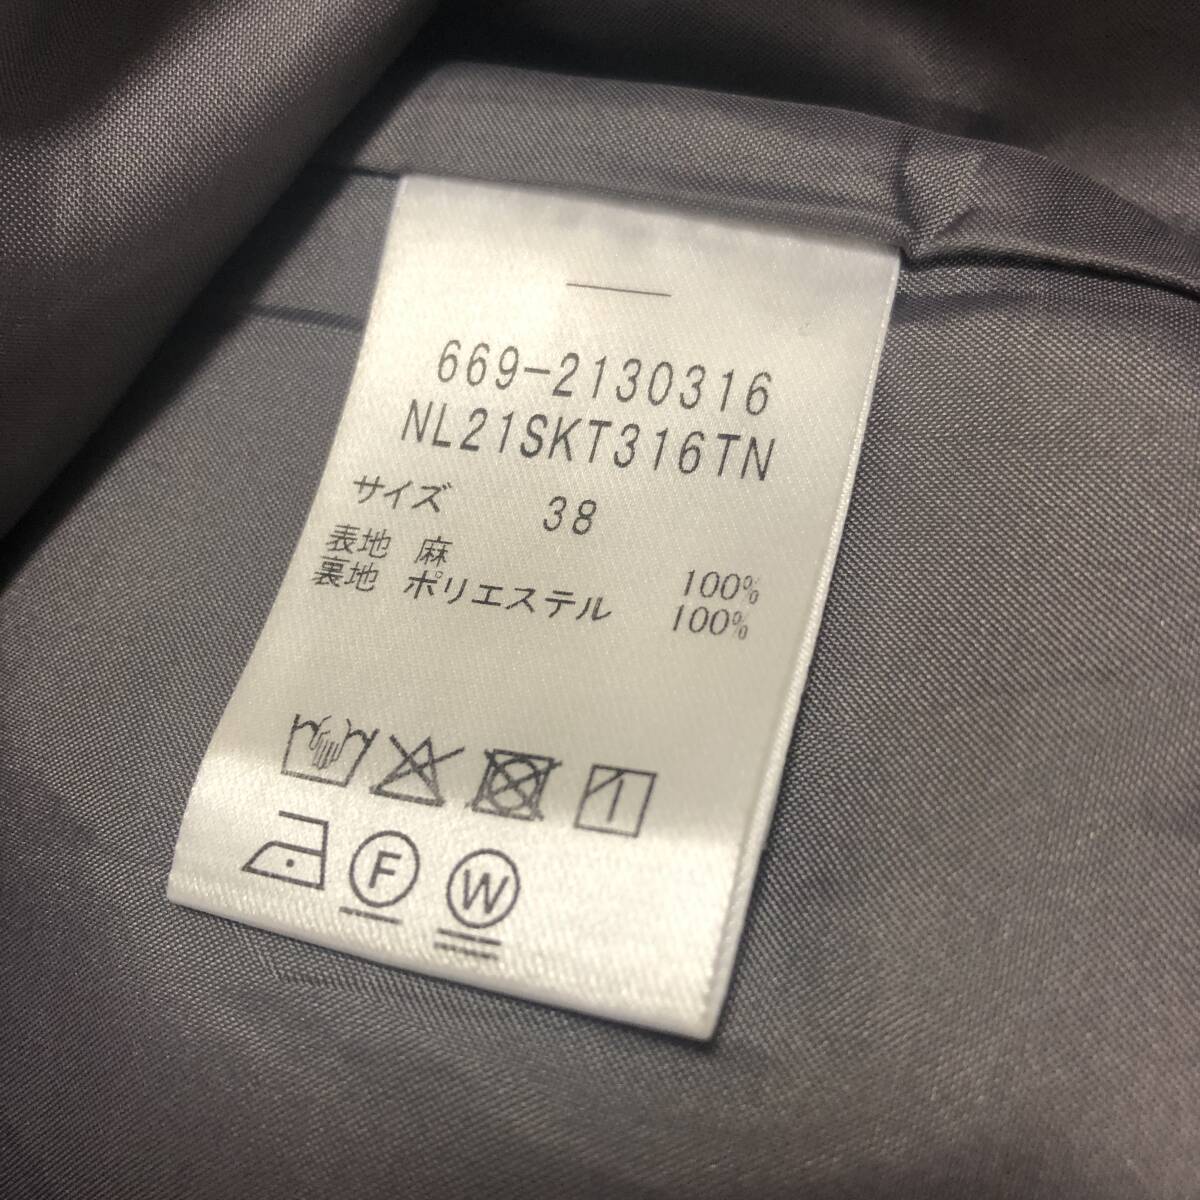 669-2130316
NL21SKT316TN
サイズ 38
表地 麻 100%
裏地 ポリエステル 100%
F W